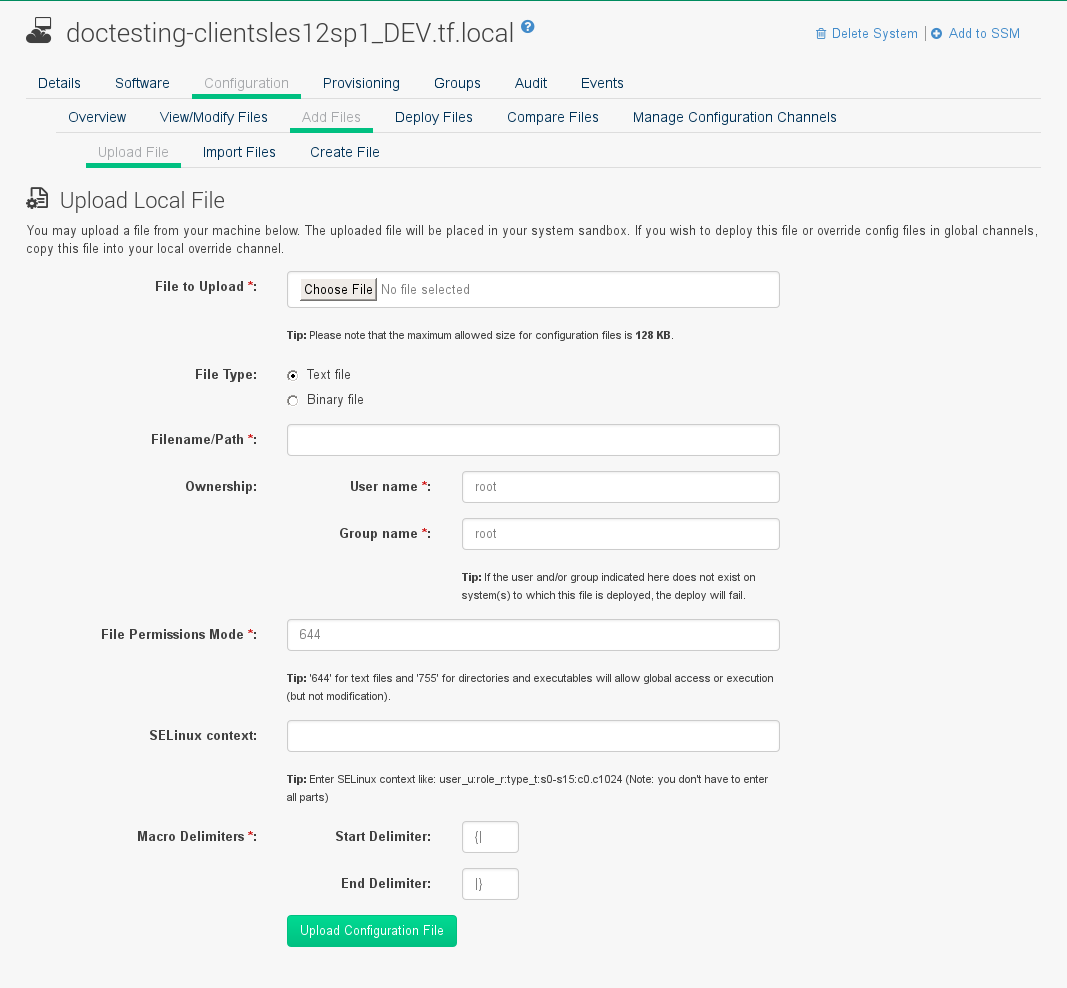 doctesting-clientsles12sp1_DEV.tf.local ?
Delete System | Add to SSM
Details Software Configuration Provisioning Groups Audit Events
Overview View/Modify Files Add Files Deploy Files Compare Files Manage Configuration Channels
Upload File Import Files Create File
Upload Local File
You may upload a file from your machine below. The uploaded file will be placed in your system sandbox. If you wish to deploy this file or override config files in global channels,
copy this file into your local override channel.
File to Upload *: Choose File No file selected
Tip: Please note that the maximum allowed size for configuration files is 128 KB.
File Type: Text file
Binary file
Filename/Path *:
Ownership: User name *: root
Group name *: root
Tip: If the user and/or group indicated here does not exist on
system(s) to which this file is deployed, the deploy will fail.
File Permissions Mode *: 644
Tip: '644' for text files and '755' for directories and executables will allow global access or execution
(but not modification).
SELinux context:
Tip: Enter SELinux context like: user_u:role_r:type_t:s0-s15:c0.c1024 (Note: you don't have to enter
all parts)
Macro Delimiters *: Start Delimiter: {|
End Delimiter: |}
Upload Configuration File